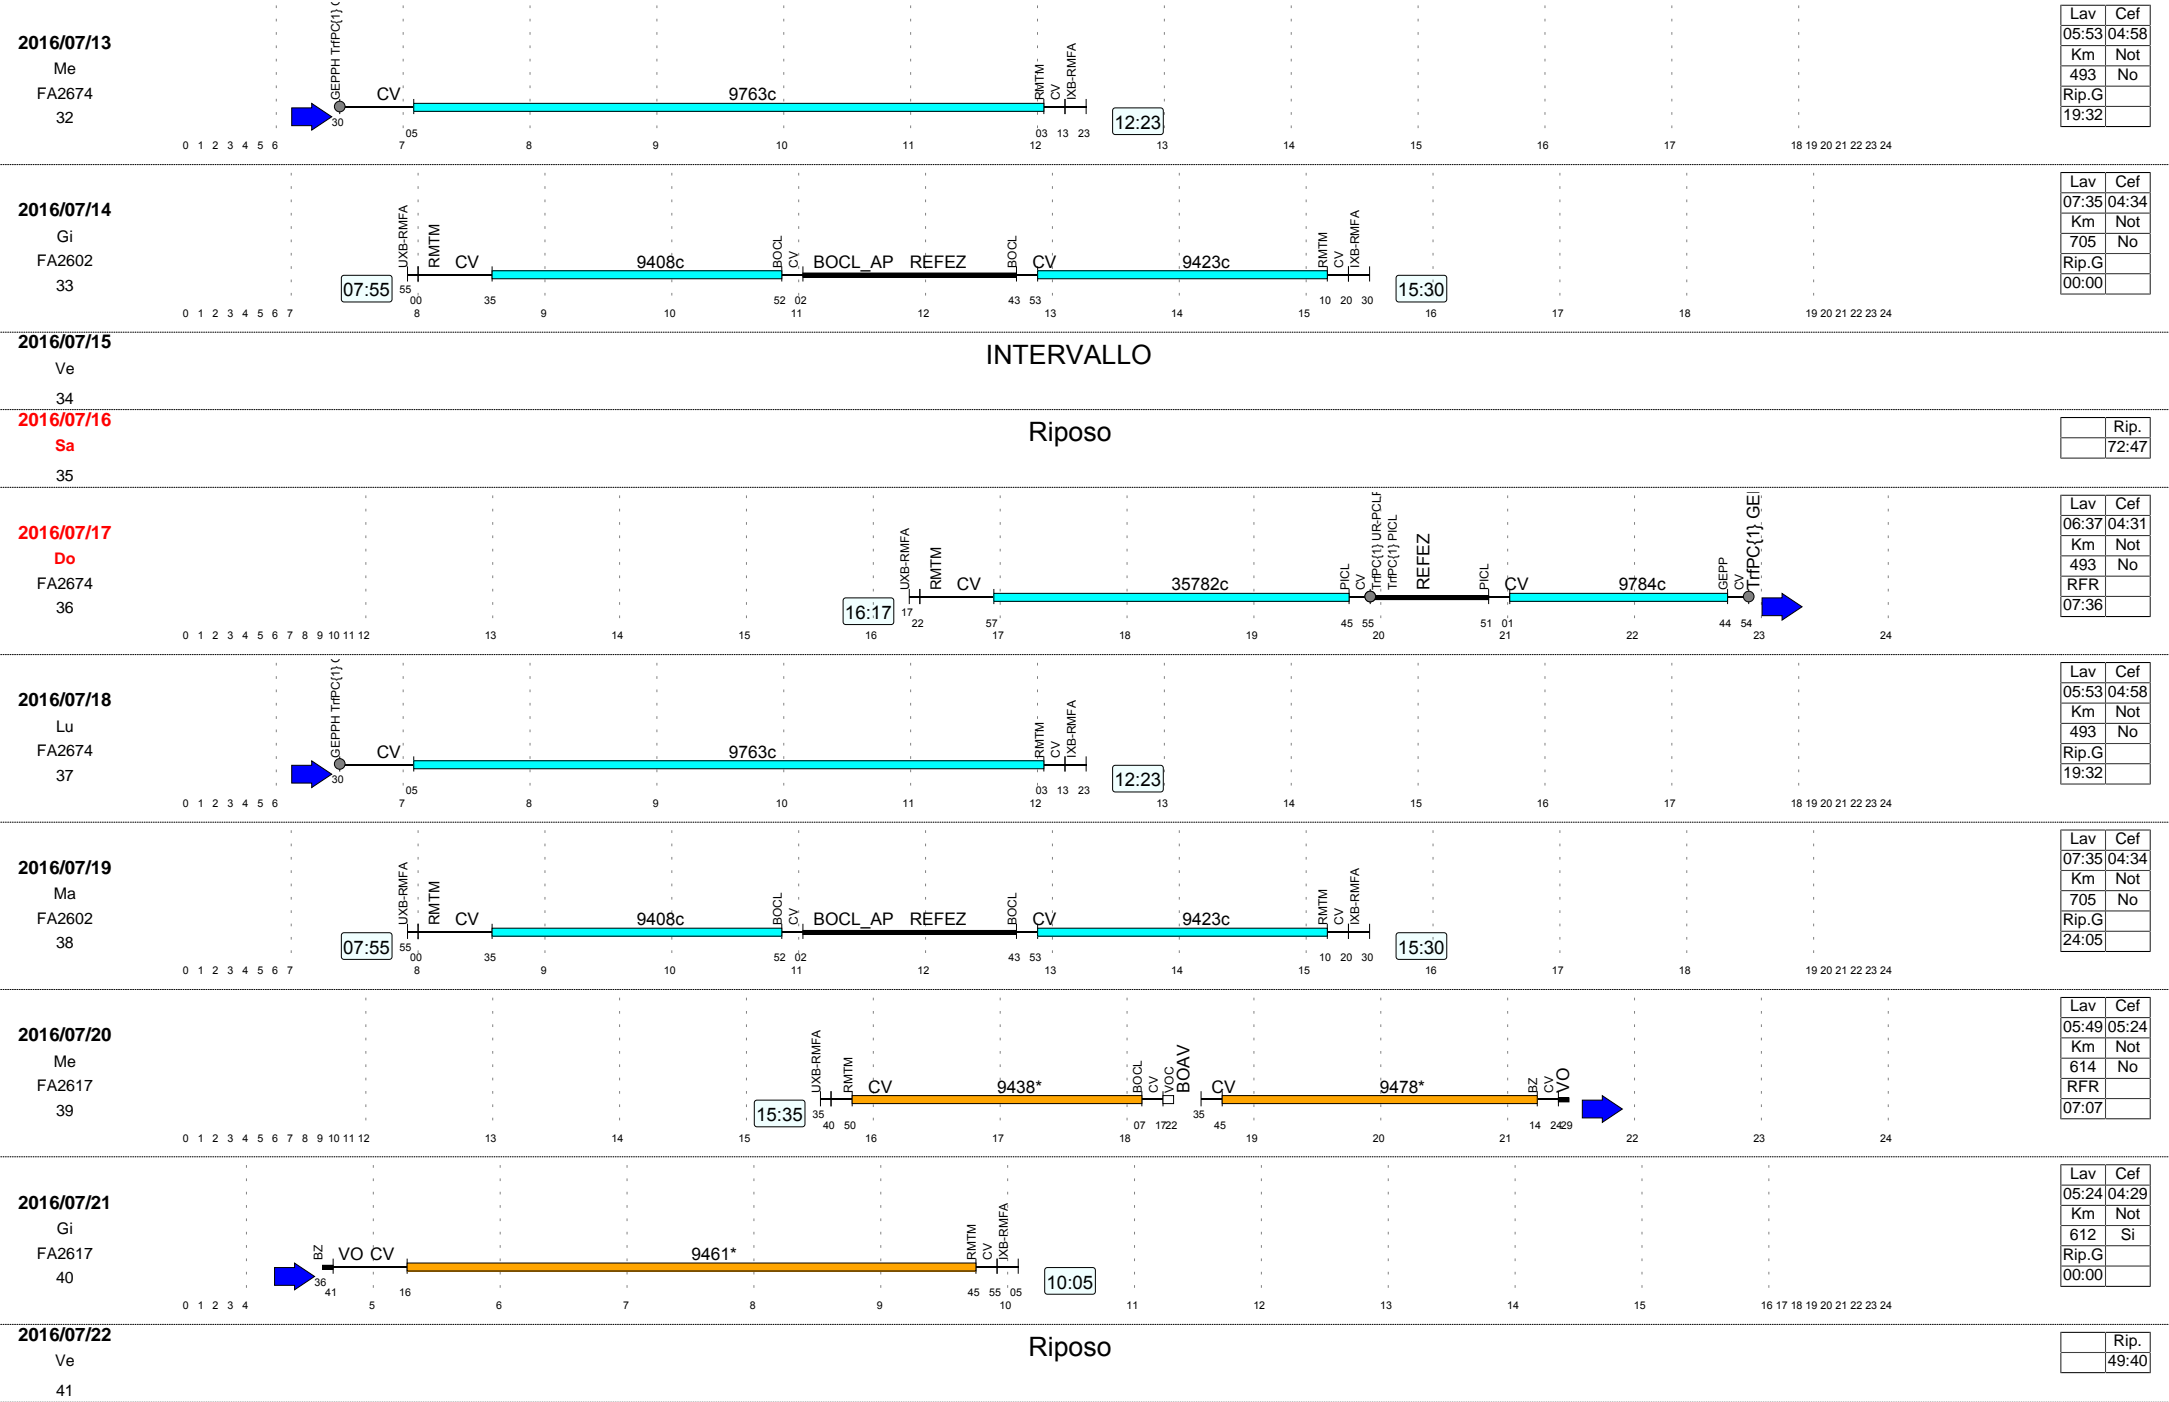 2016/07/13
Me
FA2674
32
GEPPH TrfPC{1}
CV
9763c
RMTM
CV
IXB-RMFA
30
05
03 13 23
12:23
0 1 2 3 4 5 6 7 8 9 10 11 12 13 14 15 16 17 18 19 20 21 22 23 24
Lav Cef
05:53 04:58
Km Not
493 No
Rip.G
19:32
2016/07/14
Gi
FA2602
33
07:55
UXB-RMFA
RMTM
CV
9408c
BOCL
CV
BOCL_AP REFEZ
BOCL
CV
9423c
RMTM
CV
IXB-RMFA
55 00 35 52 02 43 53 10 20 30
15:30
0 1 2 3 4 5 6 7 8 9 10 11 12 13 14 15 16 17 18 19 20 21 22 23 24
Lav Cef
07:35 04:34
Km Not
705 No
Rip.G
00:00
2016/07/15
Ve
34
INTERVALLO
2016/07/16
Sa
35
Riposo
Rip.
72:47
2016/07/17
Do
FA2674
36
16:17
UXB-RMFA
RMTM
CV
35782c
PICL
CV
TrfPC{1} UR-PCLF
TrfPC{1} PICL
REFEZ
PICL
CV
9784c
GEPP
CV
TrfPC{1} GE
17 22 57 45 55 51 01 44 54
0 1 2 3 4 5 6 7 8 9 10 11 12 13 14 15 16 17 18 19 20 21 22 23 24
Lav Cef
06:37 04:31
Km Not
493 No
RFR
07:36
2016/07/18
Lu
FA2674
37
GEPPH TrfPC{1}
CV
9763c
RMTM
CV
IXB-RMFA
30
05
03 13 23
12:23
0 1 2 3 4 5 6 7 8 9 10 11 12 13 14 15 16 17 18 19 20 21 22 23 24
Lav Cef
05:53 04:58
Km Not
493 No
Rip.G
19:32
2016/07/19
Ma
FA2602
38
07:55
UXB-RMFA
RMTM
CV
9408c
BOCL
CV
BOCL_AP REFEZ
BOCL
CV
9423c
RMTM
CV
IXB-RMFA
55 00 35 52 02 43 53 10 20 30
15:30
0 1 2 3 4 5 6 7 8 9 10 11 12 13 14 15 16 17 18 19 20 21 22 23 24
Lav Cef
07:35 04:34
Km Not
705 No
Rip.G
24:05
2016/07/20
Me
FA2617
39
15:35
UXB-RMFA
RMTM
CV
9438*
BOCL
CV
VOC
BOAV
CV
9478*
BZ
CV
VO
35 40 50 07 17 22 35 45 14 24 29
0 1 2 3 4 5 6 7 8 9 10 11 12 13 14 15 16 17 18 19 20 21 22 23 24
Lav Cef
05:49 05:24
Km Not
614 No
RFR
07:07
2016/07/21
Gi
FA2617
40
BZ
VO CV
9461*
RMTM
CV
IXB-RMFA
36 41 16 45 55 05
10:05
0 1 2 3 4 5 6 7 8 9 10 11 12 13 14 15 16 17 18 19 20 21 22 23 24
Lav Cef
05:24 04:29
Km Not
612 Si
Rip.G
00:00
2016/07/22
Ve
41
Riposo
Rip.
49:40